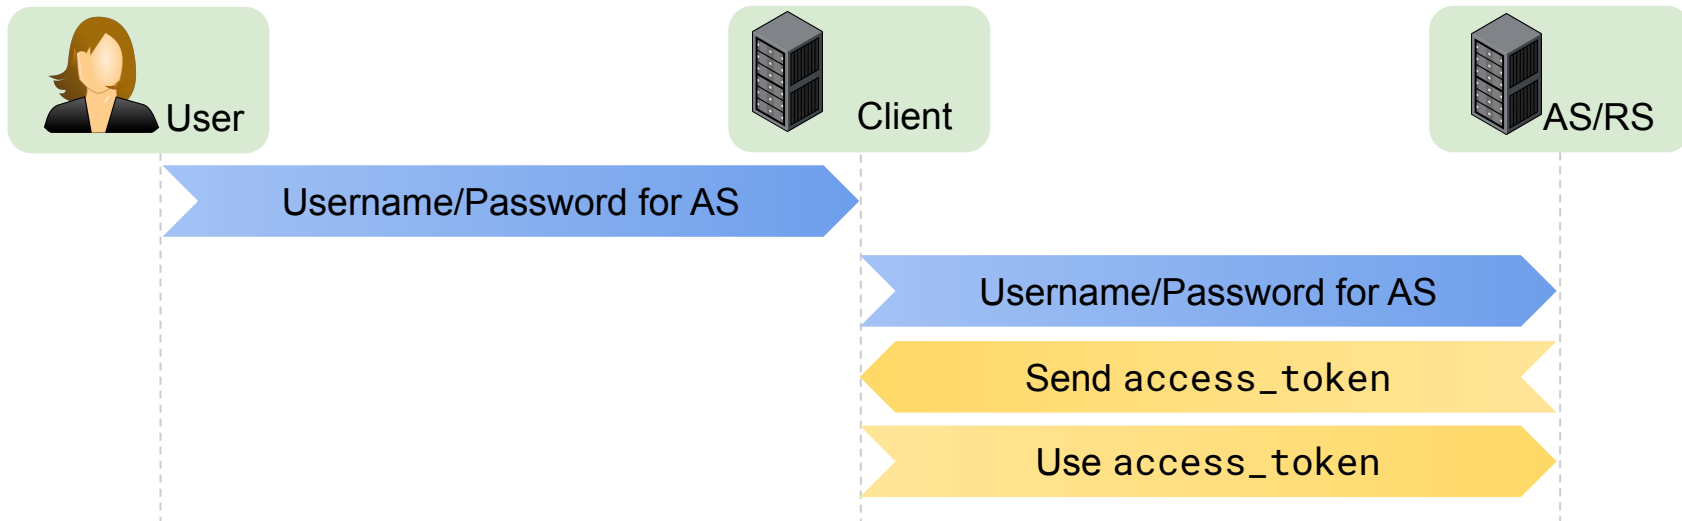 User
Client
AS/RS
Username/Password for AS
Username/Password for AS
Send access_token
Use access_token